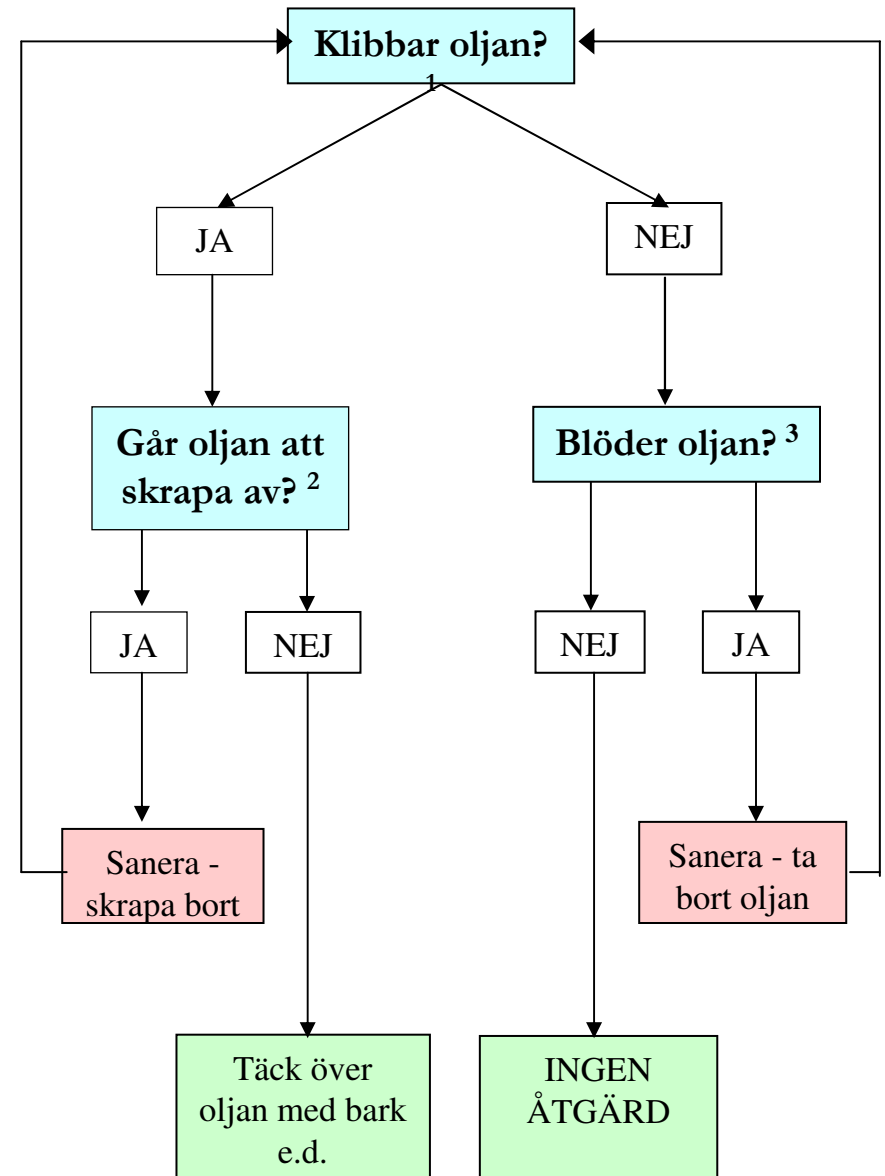 Klibbar oljan?
1
JA
NEJ
Går oljan att
skrapa av? 2
Blöder oljan? 3
JA
NEJ
NEJ
JA
Sanera -
skrapa bort
Sanera - ta
bort oljan
Täck över
oljan med bark
e.d.
INGEN
ÅTGÄRD